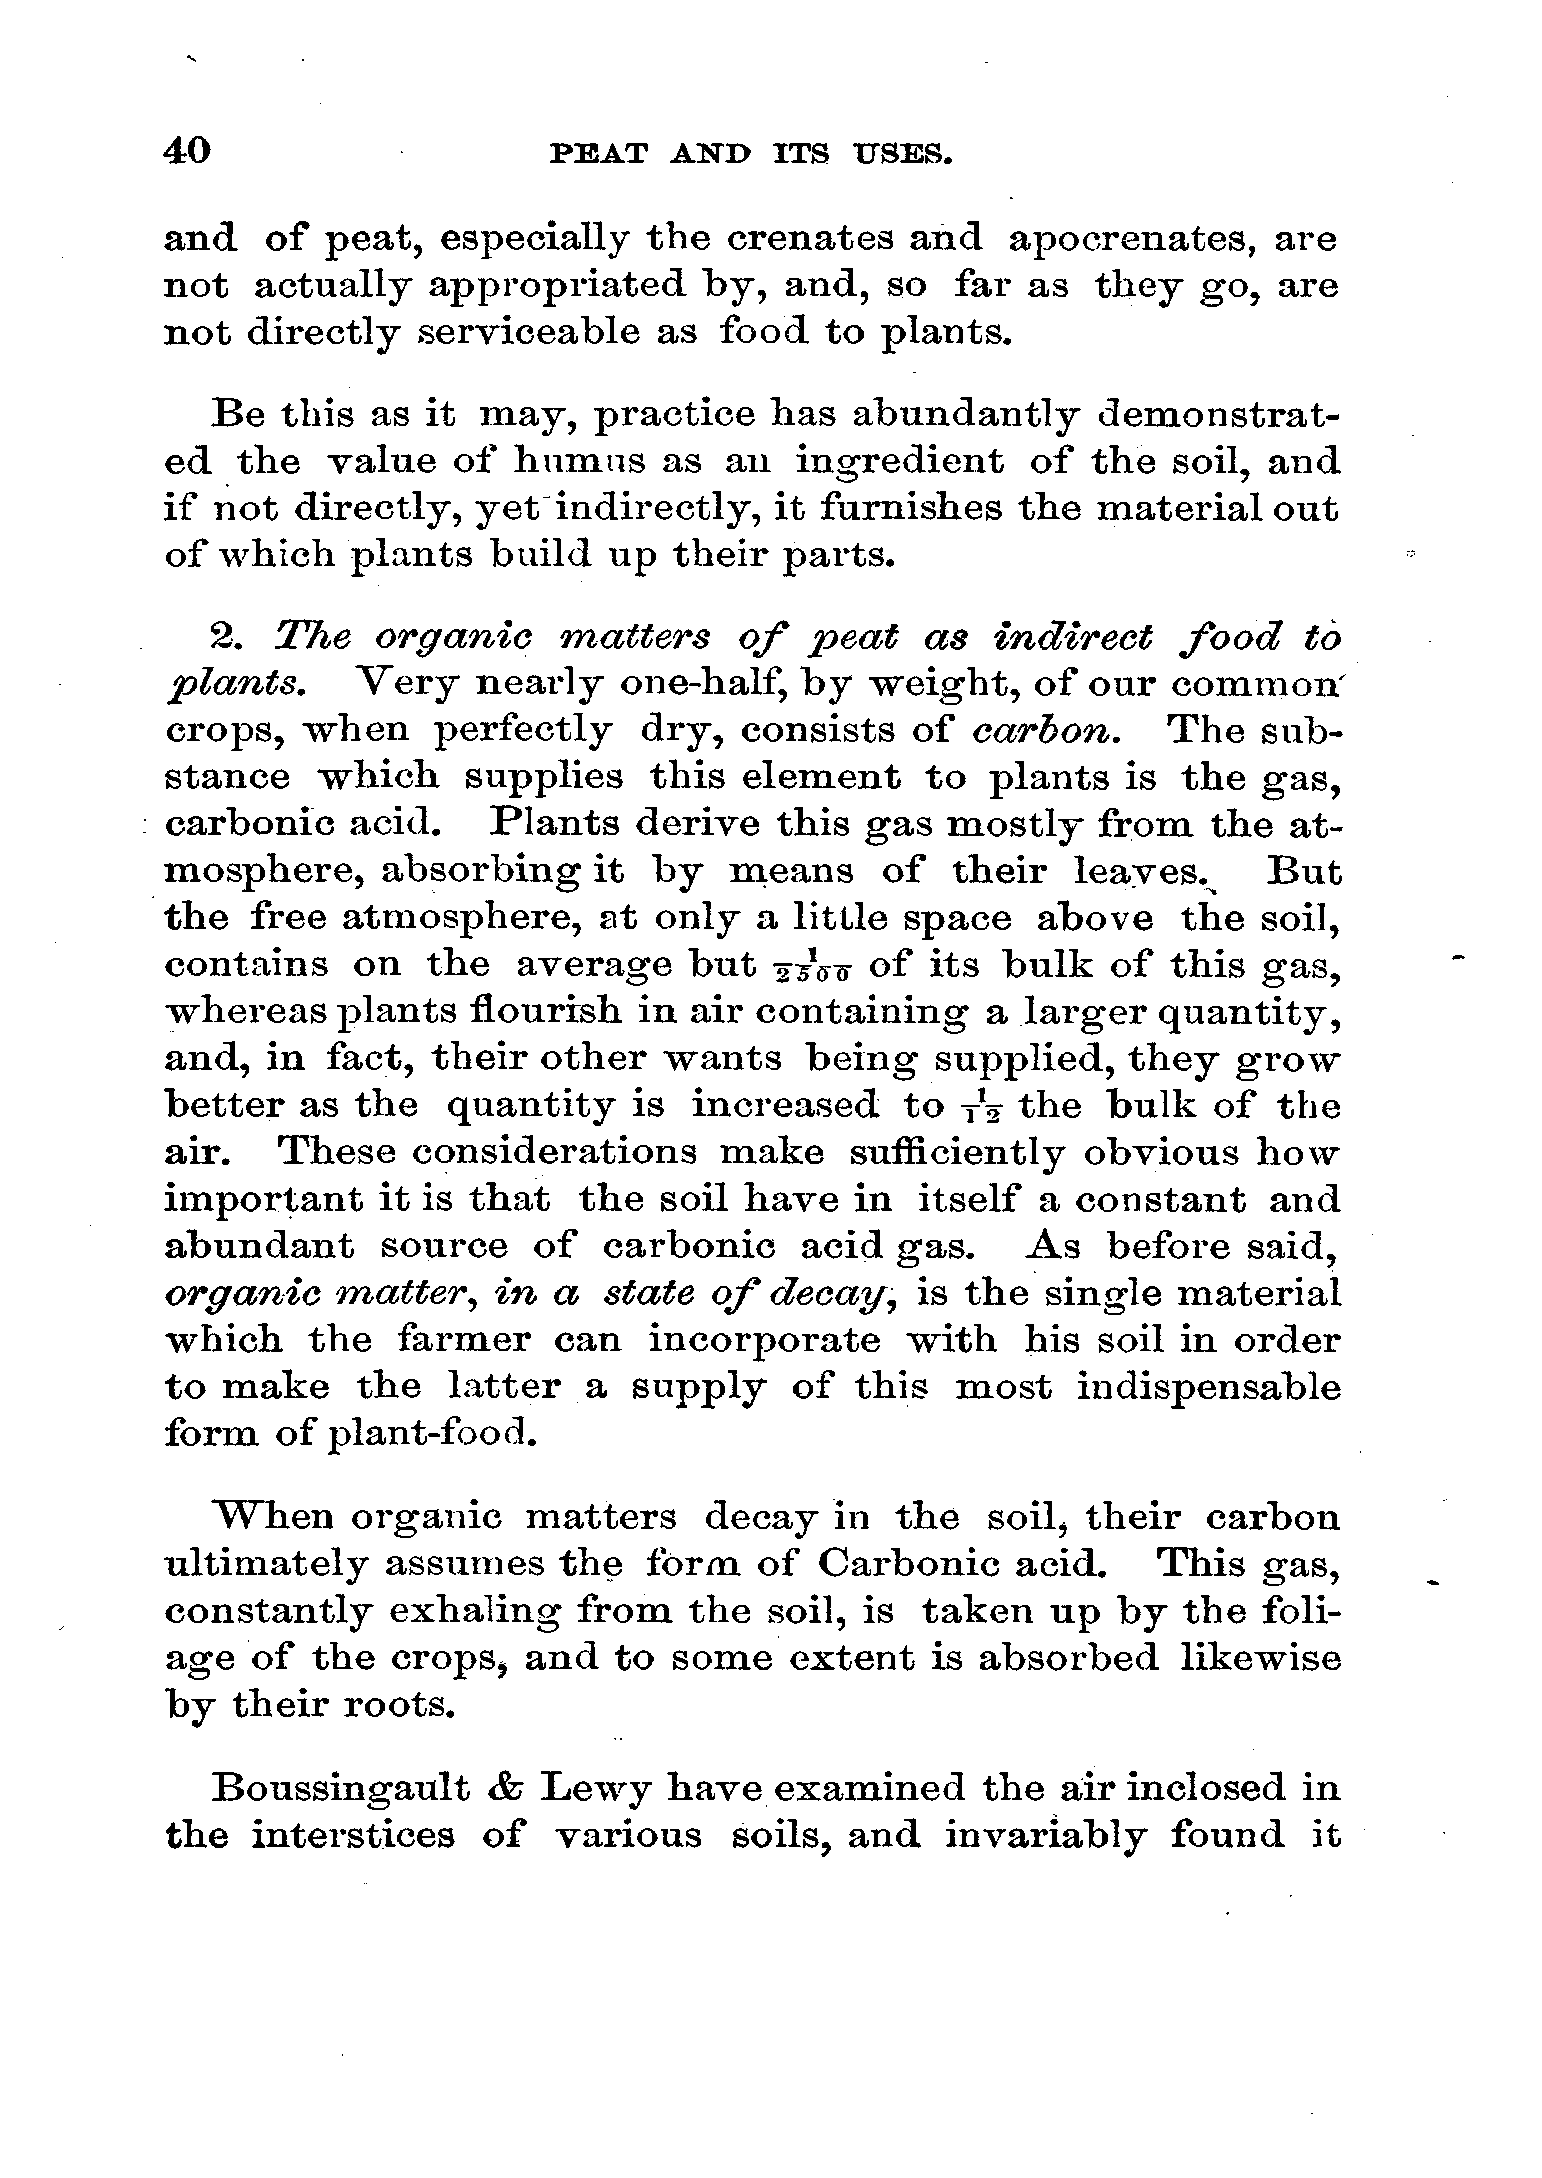 40 PEAT AND ITS USES.
and of peat, especially the crenates and apocrenates, are
not actually appropriated by, and, so far as they go, are
not directly serviceable as food to plants.
Be this as it may, practice has abundantly demonstrat-
ed the value of humus as an ingredient of the soil, and
if not directly, yet indirectly, it furnishes the material out
of which plants build up their parts.
2. The organic matters of peat as indirect food to
plants. Very nearly one-half, by weight, of our common
crops, when perfectly dry, consists of carbon. The sub-
stance which supplies this element to plants is the gas,
carbonic acid. Plants derive this gas mostly from the at-
mosphere, absorbing it by means of their leaves. But
the free atmosphere, at only a little space above the soil,
contains on the average but 1/2500 of its bulk of this gas,
whereas plants flourish in air containing a larger quantity,
and, in fact, their other wants being supplied, they grow
better as the quantity is increased to 1/12 the bulk of the
air. These considerations make sufficiently obvious how
important it is that the soil have in itself a constant and
abundant source of carbonic acid gas. As before said,
organic matter, in a state of decay, is the single material
which the farmer can incorporate with his soil in order
to make the latter a supply of this most indispensable
form of plant-food.
When organic matters decay in the soil, their carbon
ultimately assumes the form of Carbonic acid. This gas,
constantly exhaling from the soil, is taken up by the foli-
age of the crops, and to some extent is absorbed likewise
by their roots.
Boussingault & Lewy have examined the air inclosed in
the interstices of various soils, and invariably found it